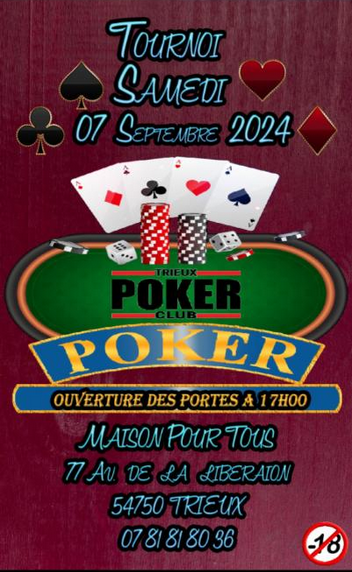 Tournoi
Samedi
07 Septembre 2024
TRIEUX
POKER
CLUB
POKER
OUVERTURE DES PORTES A 17H00
Maison Pour Tous
77 Av. de la Liberaion
54750 TRIEUX
07 81 81 80 36
-18